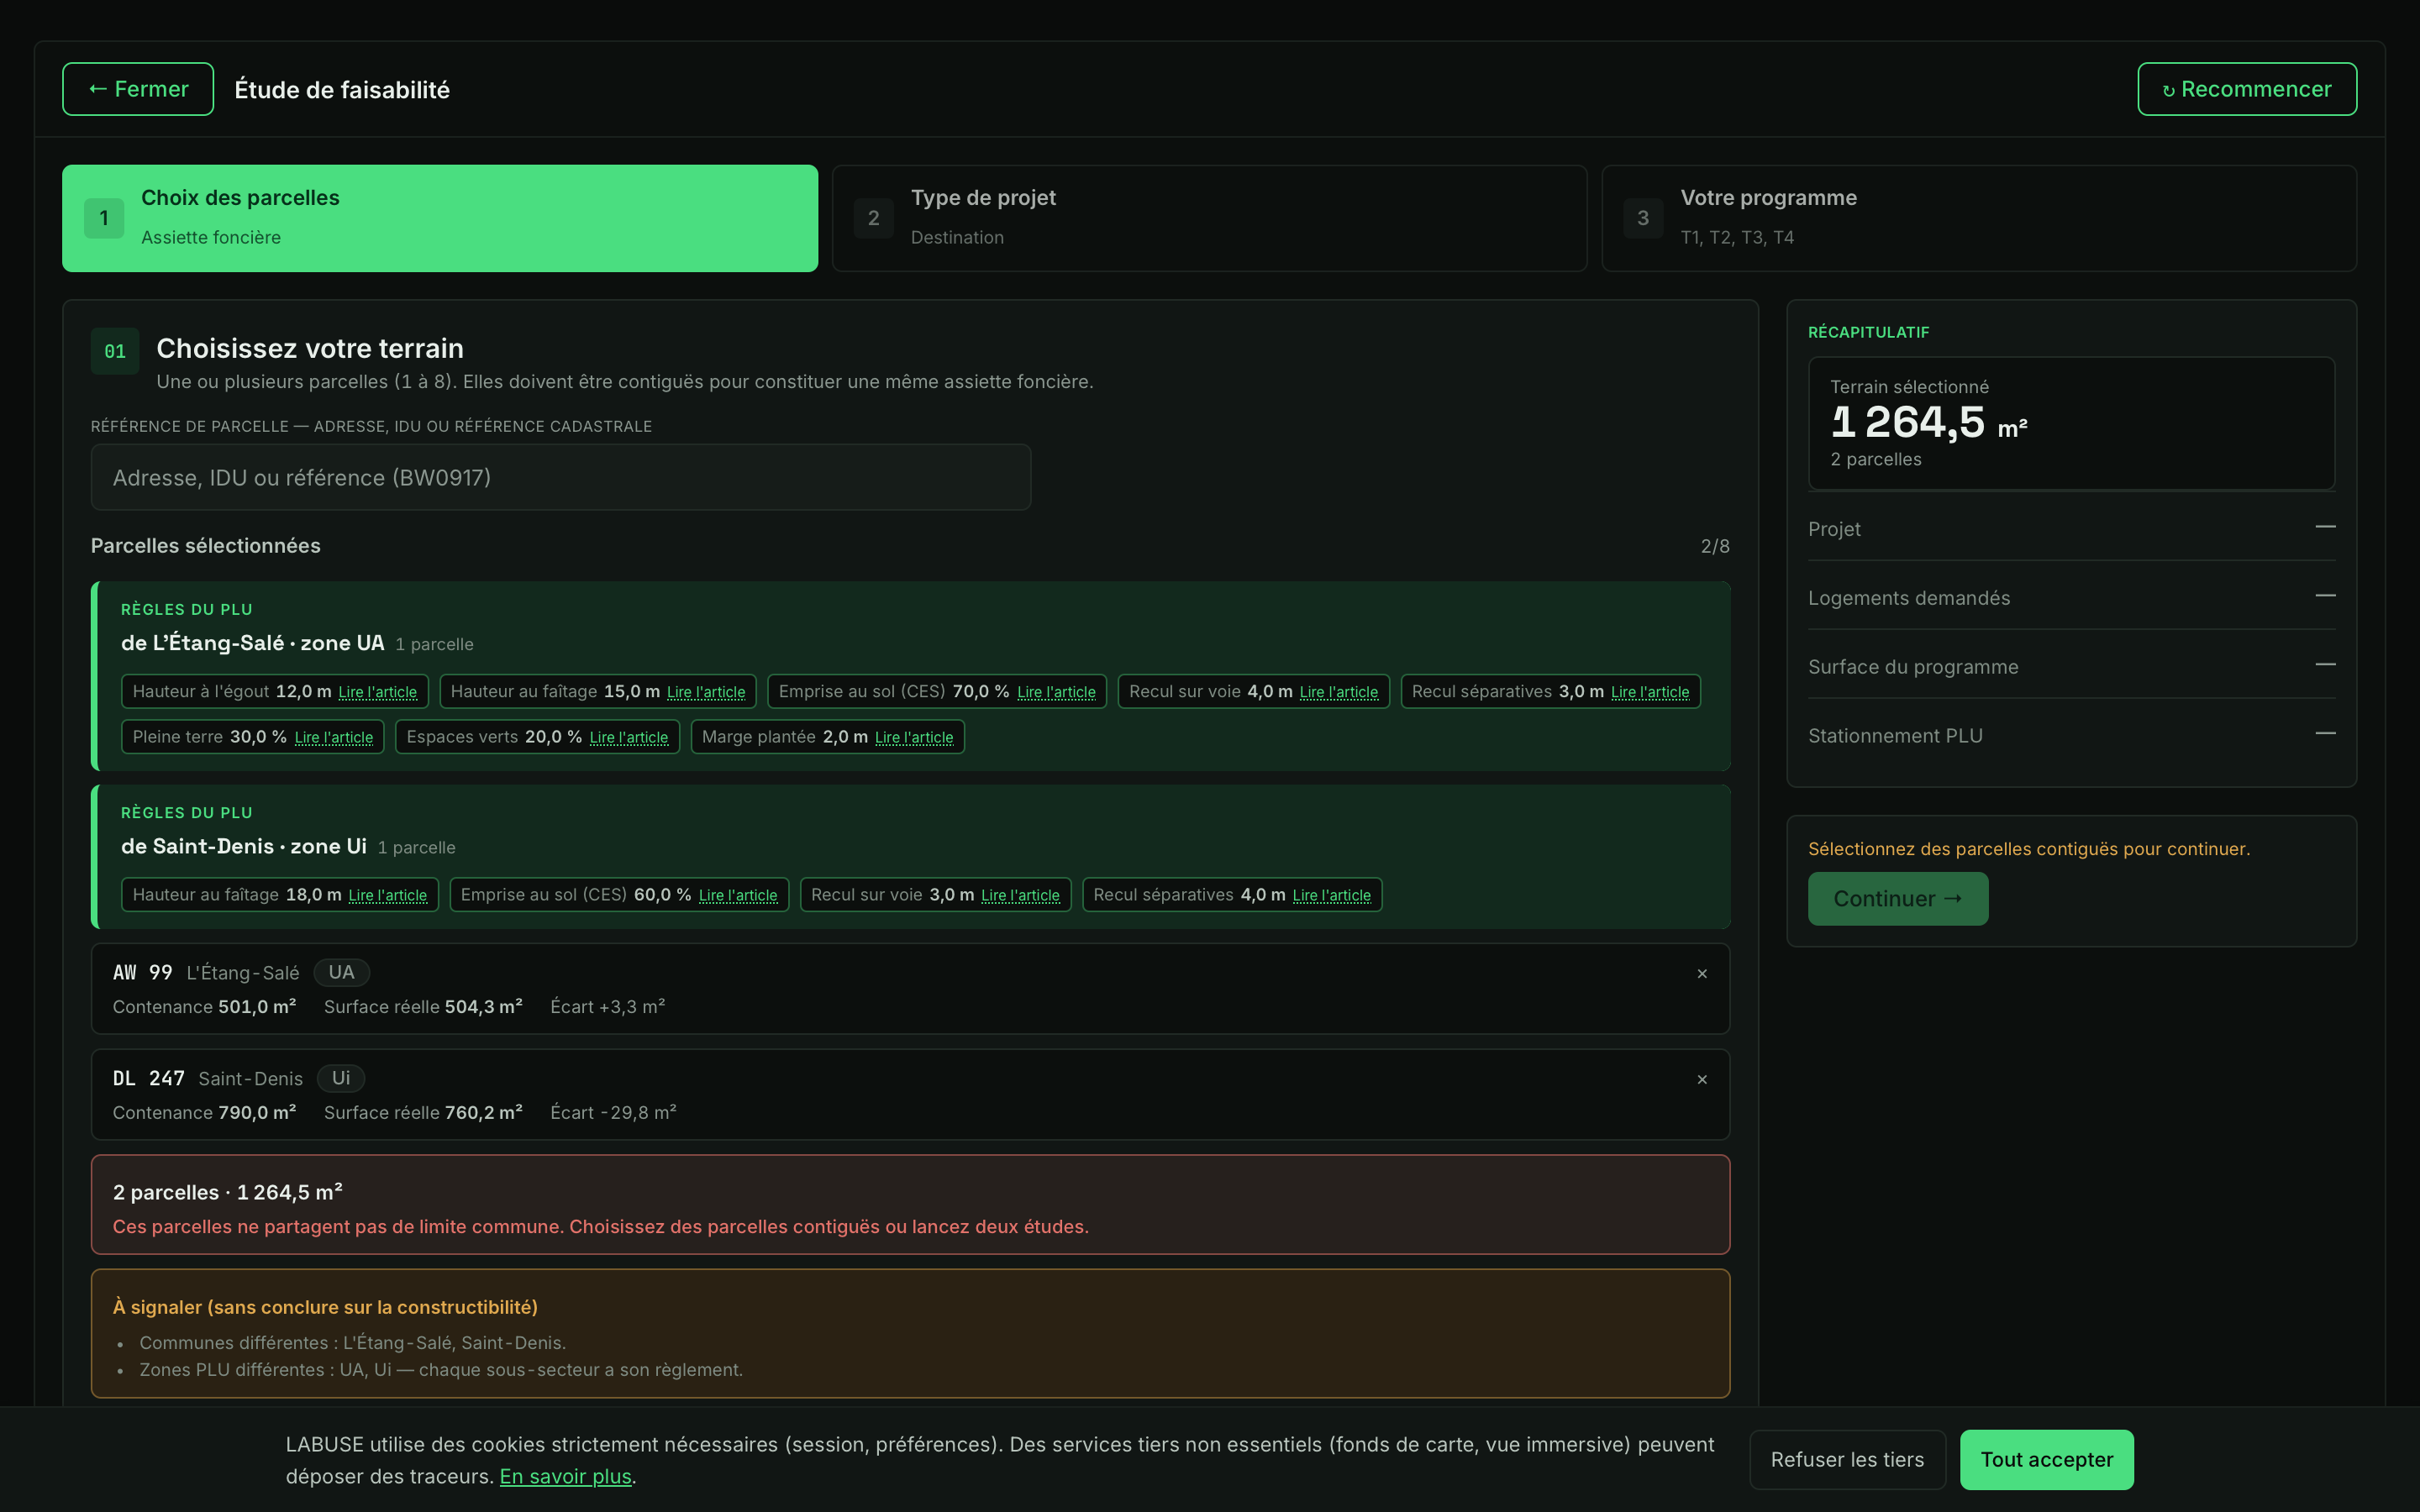 ← Fermer
Étude de faisabilité
↻ Recommencer
1
Choix des parcelles
Assiette foncière
2
Type de projet
Destination
3
Votre programme
T1, T2, T3, T4
01
Choisissez votre terrain
Une ou plusieurs parcelles (1 à 8). Elles doivent être contiguës pour constituer une même assiette foncière.
RÉFÉRENCE DE PARCELLE — ADRESSE, IDU OU RÉFÉRENCE CADASTRALE
Adresse, IDU ou référence (BW0917)
Parcelles sélectionnées
2/8
RÈGLES DU PLU
de L'Étang-Salé · zone UA 1 parcelle
Hauteur à l'égout 12,0 m Lire l'article
Hauteur au faîtage 15,0 m Lire l'article
Emprise au sol (CES) 70,0 % Lire l'article
Recul sur voie 4,0 m Lire l'article
Recul séparatives 3,0 m Lire l'article
Pleine terre 30,0 % Lire l'article
Espaces verts 20,0 % Lire l'article
Marge plantée 2,0 m Lire l'article
RÈGLES DU PLU
de Saint-Denis · zone Ui 1 parcelle
Hauteur au faîtage 18,0 m Lire l'article
Emprise au sol (CES) 60,0 % Lire l'article
Recul sur voie 3,0 m Lire l'article
Recul séparatives 4,0 m Lire l'article
AW 99 L'Étang-Salé UA ×
Contenance 501,0 m² Surface réelle 504,3 m² Écart +3,3 m²
DL 247 Saint-Denis Ui ×
Contenance 790,0 m² Surface réelle 760,2 m² Écart -29,8 m²
2 parcelles · 1 264,5 m²
Ces parcelles ne partagent pas de limite commune. Choisissez des parcelles contiguës ou lancez deux études.
À signaler (sans conclure sur la constructibilité)
• Communes différentes : L'Étang-Salé, Saint-Denis.
• Zones PLU différentes : UA, Ui — chaque sous-secteur a son règlement.
RÉCAPITULATIF
Terrain sélectionné
1 264,5 m²
2 parcelles
Projet —
Logements demandés —
Surface du programme —
Stationnement PLU —
Sélectionnez des parcelles contiguës pour continuer.
Continuer →
LABUSE utilise des cookies strictement nécessaires (session, préférences). Des services tiers non essentiels (fonds de carte, vue immersive) peuvent
déposer des traceurs. En savoir plus.
Refuser les tiers
Tout accepter